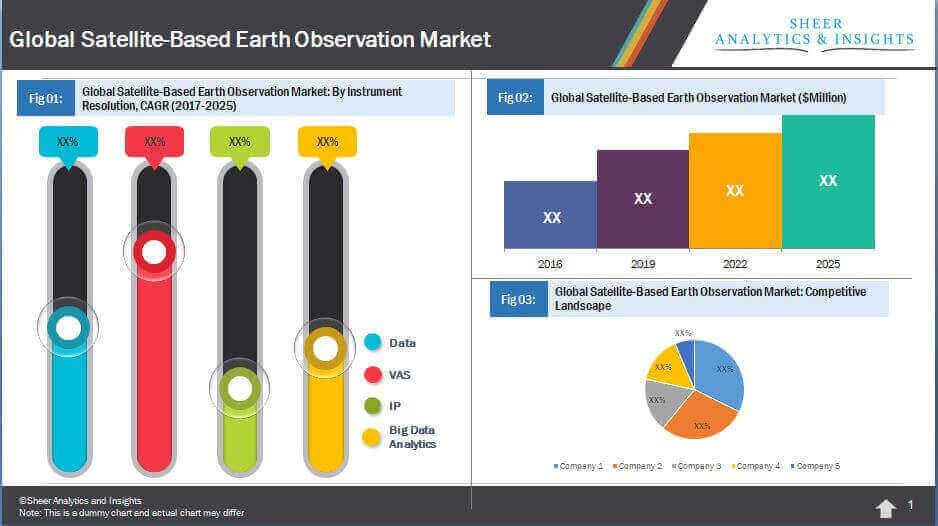 Global Satellite-Based Earth Observation Market
SHEER
ANALYTICS & INSIGHTS
Fig 01:
Global Satellite-Based Earth Observation Market: By Instrument
Resolution, CAGR (2017-2025)
XX%
XX%
XX%
XX%
Data
VAS
IP
Big Data
Analytics
Fig 02:
Global Satellite-Based Earth Observation Market ($Million)
XX
XX
XX
XX
2016
2019
2022
2025
Fig 03:
Global Satellite-Based Earth Observation Market: Competitive
Landsape
XX%
XX%
XX%
XX%
XX%
Company 1
Company 2
Company 3
Company 4
Company 5
©Sheer Analytics and Insights
Note: This is a dummy chart and actual chart may differ
1